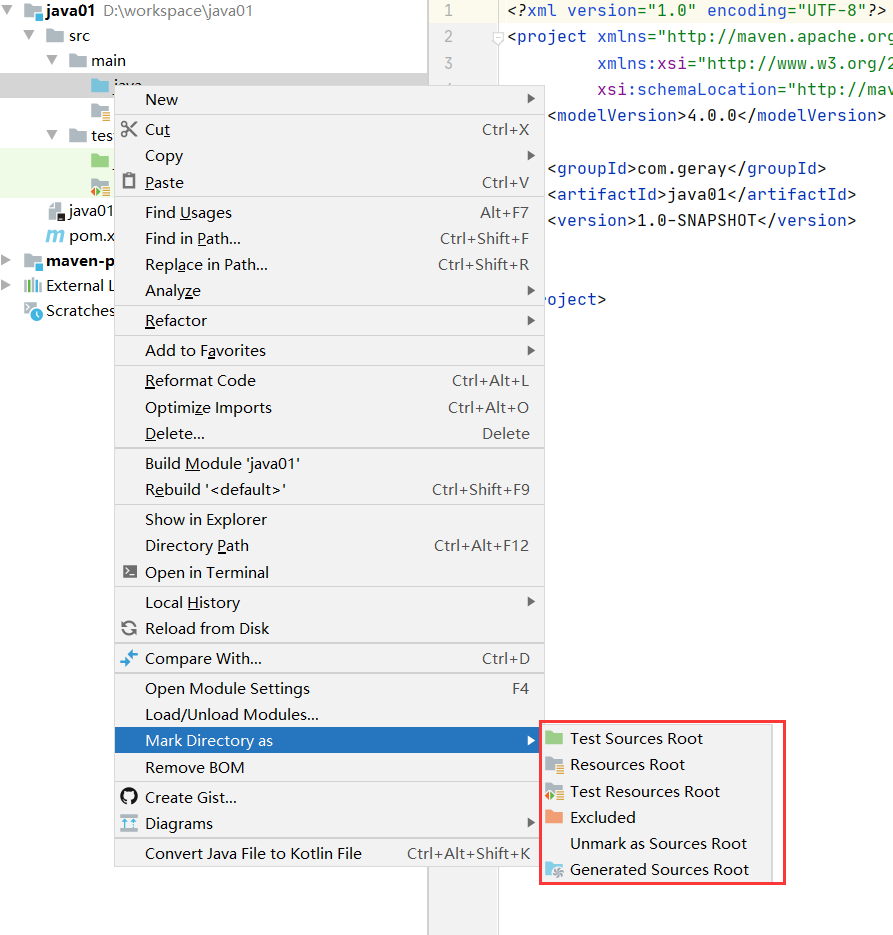 java01 D:\workspace\java01
src
main
java
tes
java01
pom.x
maven-p
External L
Scratches
1 <?xml version="1.0" encoding="UTF-8"?>
2 <project xmlns="http://maven.apache.org
3 xmlns:xsi="http://www.w3.org/2
xsi:schemaLocation="http://mav
<modelVersion>4.0.0</modelVersion>
<groupId>com.geray</groupId>
<artifactId>java01</artifactId>
<version>1.0-SNAPSHOT</version>
oject>
New
Cut Ctrl+X
Copy
Paste Ctrl+V
Find Usages Alt+F7
Find in Path... Ctrl+Shift+F
Replace in Path... Ctrl+Shift+R
Analyze
Refactor
Add to Favorites
Reformat Code Ctrl+Alt+L
Optimize Imports Ctrl+Alt+O
Delete... Delete
Build Module 'java01'
Rebuild '<default>' Ctrl+Shift+F9
Show in Explorer
Directory Path Ctrl+Alt+F12
Open in Terminal
Local History
Reload from Disk
Compare With... Ctrl+D
Open Module Settings F4
Load/Unload Modules...
Mark Directory as
Remove BOM
Create Gist...
Diagrams
Convert Java File to Kotlin File Ctrl+Alt+Shift+K
Test Sources Root
Resources Root
Test Resources Root
Excluded
Unmark as Sources Root
Generated Sources Root